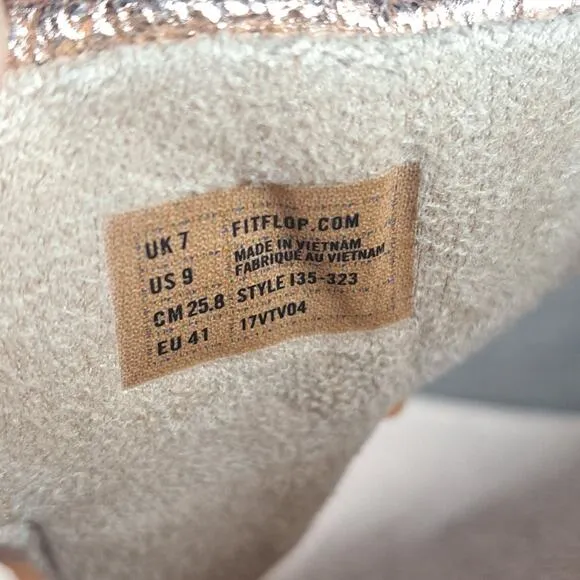 UK 7
US 9
CM 25.8
EU 41
FITFLOP.COM
MADE IN VIETNAM
FABRIQUE AU VIETNAM
STYLE I35-323
17VTV04